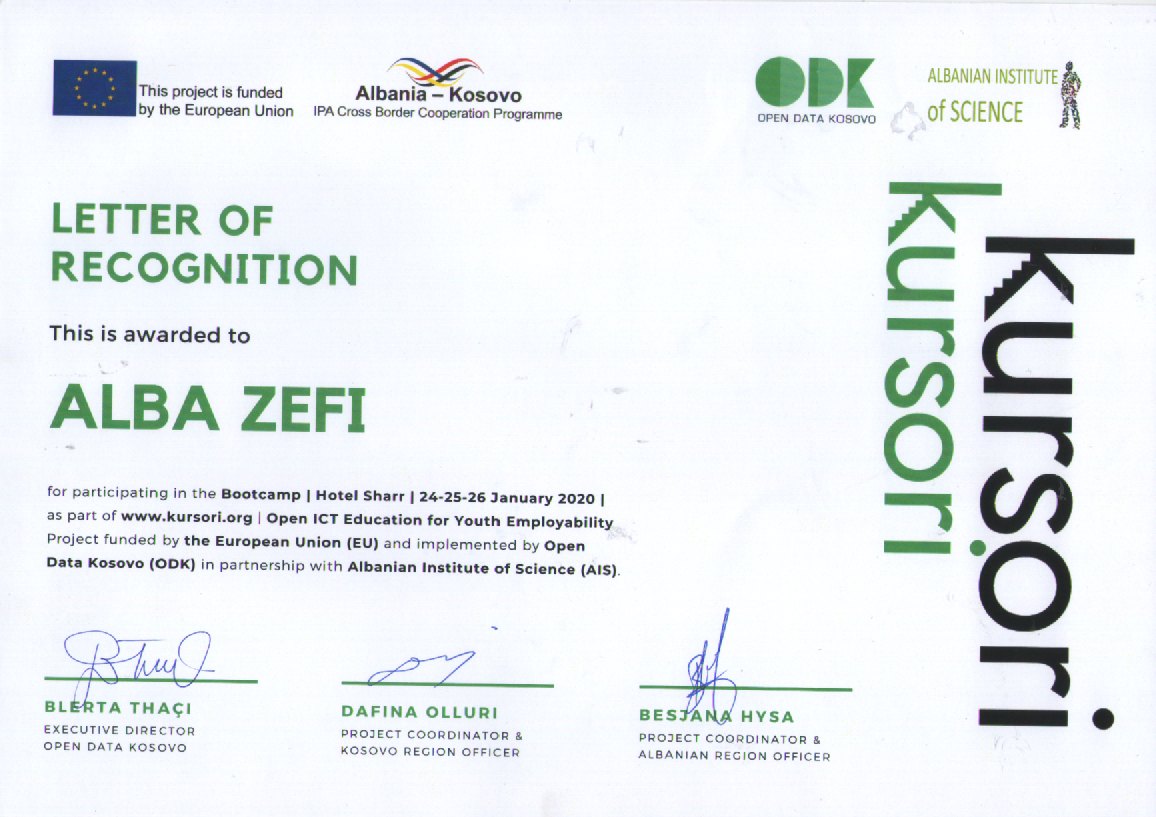 This project is funded
by the European Union
Albania – Kosovo
IPA Cross Border Cooperation Programme
ODK
OPEN DATA KOSOVO
ALBANIAN INSTITUTE
of SCIENCE
LETTER OF
RECOGNITION
This is awarded to
ALBA ZEFI
for participating in the Bootcamp | Hotel Sharr | 24-25-26 January 2020 |
as part of www.kursori.org | Open ICT Education for Youth Employability
Project funded by the European Union (EU) and implemented by Open
Data Kosovo (ODK) in partnership with Albanian Institute of Science (AIS).
BLERTA THAÇI
EXECUTIVE DIRECTOR
OPEN DATA KOSOVO
DAFINA OLLURI
PROJECT COORDINATOR &
KOSOVO REGION OFFICER
BESJANA HYSA
PROJECT COORDINATOR &
ALBANIAN REGION OFFICER
kursori
kursori